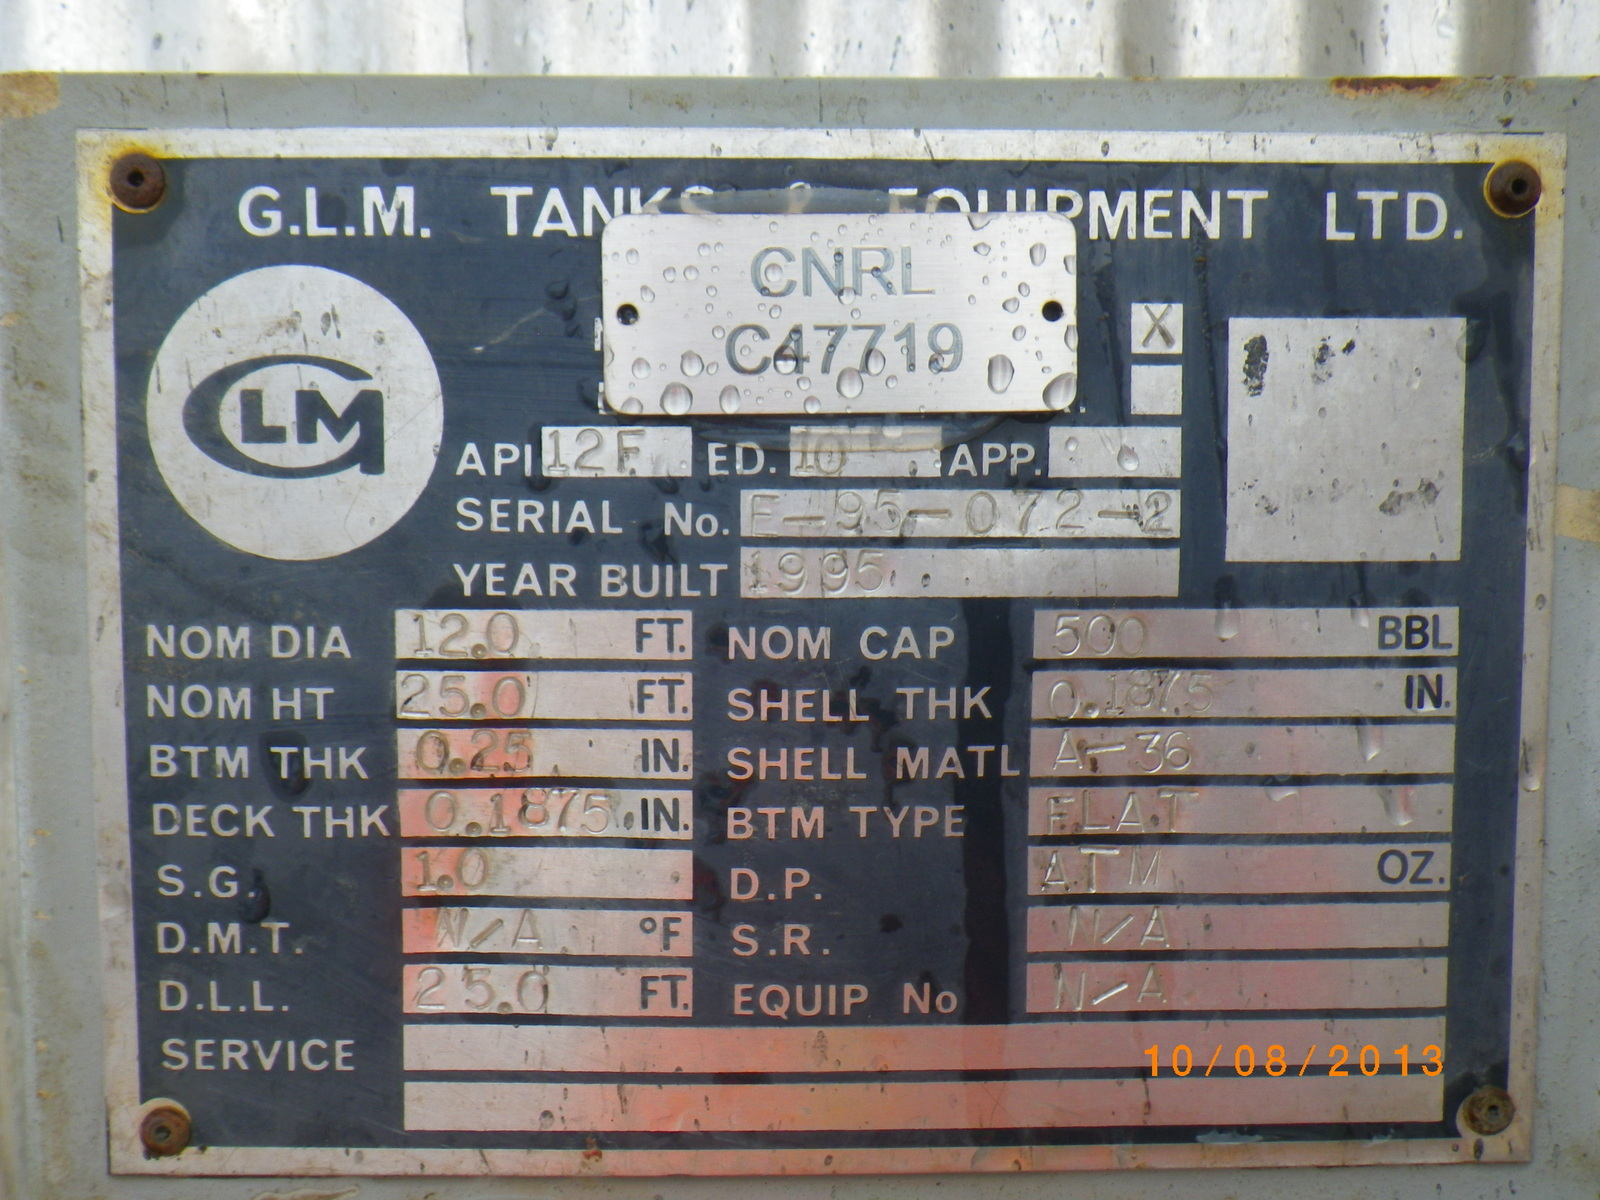 G.L.M. TANKS & EQUIPMENT LTD.
CNRL
C47719
X
GLM
API 12F ED. 10 APP.
SERIAL No. E-95-072-2
YEAR BUILT 1995
NOM DIA 12.0 FT. NOM CAP 500 BBL
NOM HT 25.0 FT. SHELL THK 0.1875 IN.
BTM THK 0.25 IN. SHELL MATL A-36
DECK THK 0.1875 IN. BTM TYPE FLAT
S.G. 1.0 D.P. ATM OZ.
D.M.T. N/A °F S.R. N/A
D.L.L. 25.0 FT. EQUIP No N/A
SERVICE
10/08/2013